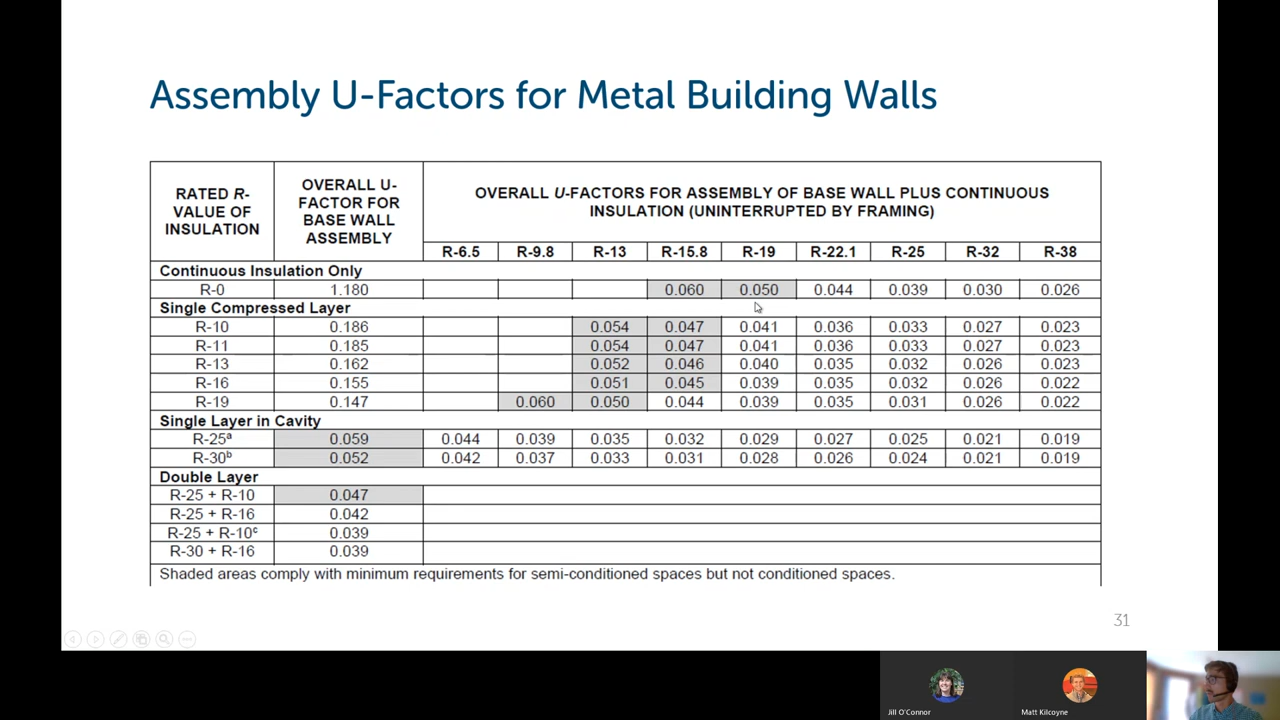 Assembly U-Factors for Metal Building Walls
RATED R-VALUE OF INSULATION
OVERALL U-FACTOR FOR BASE WALL ASSEMBLY
OVERALL U-FACTORS FOR ASSEMBLY OF BASE WALL PLUS CONTINUOUS
INSULATION (UNINTERRUPTED BY FRAMING)
R-6.5 R-9.8 R-13 R-15.8 R-19 R-22.1 R-25 R-32 R-38
Continuous Insulation Only
R-0 1.180 0.060 0.050 0.044 0.039 0.030 0.026
Single Compressed Layer
R-10 0.186 0.054 0.047 0.041 0.036 0.033 0.027 0.023
R-11 0.185 0.054 0.047 0.041 0.036 0.033 0.027 0.023
R-13 0.162 0.052 0.046 0.040 0.035 0.032 0.026 0.023
R-16 0.155 0.051 0.045 0.039 0.035 0.032 0.026 0.022
R-19 0.147 0.060 0.050 0.044 0.039 0.035 0.031 0.026 0.022
Single Layer in Cavity
R-25ᵃ 0.059 0.044 0.039 0.035 0.032 0.029 0.027 0.025 0.021 0.019
R-30ᵇ 0.052 0.042 0.037 0.033 0.031 0.028 0.026 0.024 0.021 0.019
Double Layer
R-25 + R-10 0.047
R-25 + R-16 0.042
R-25 + R-10ᶜ 0.039
R-30 + R-16 0.039
Shaded areas comply with minimum requirements for semi-conditioned spaces but not conditioned spaces.
31
Jill O'Connor
Matt Kilcoyne